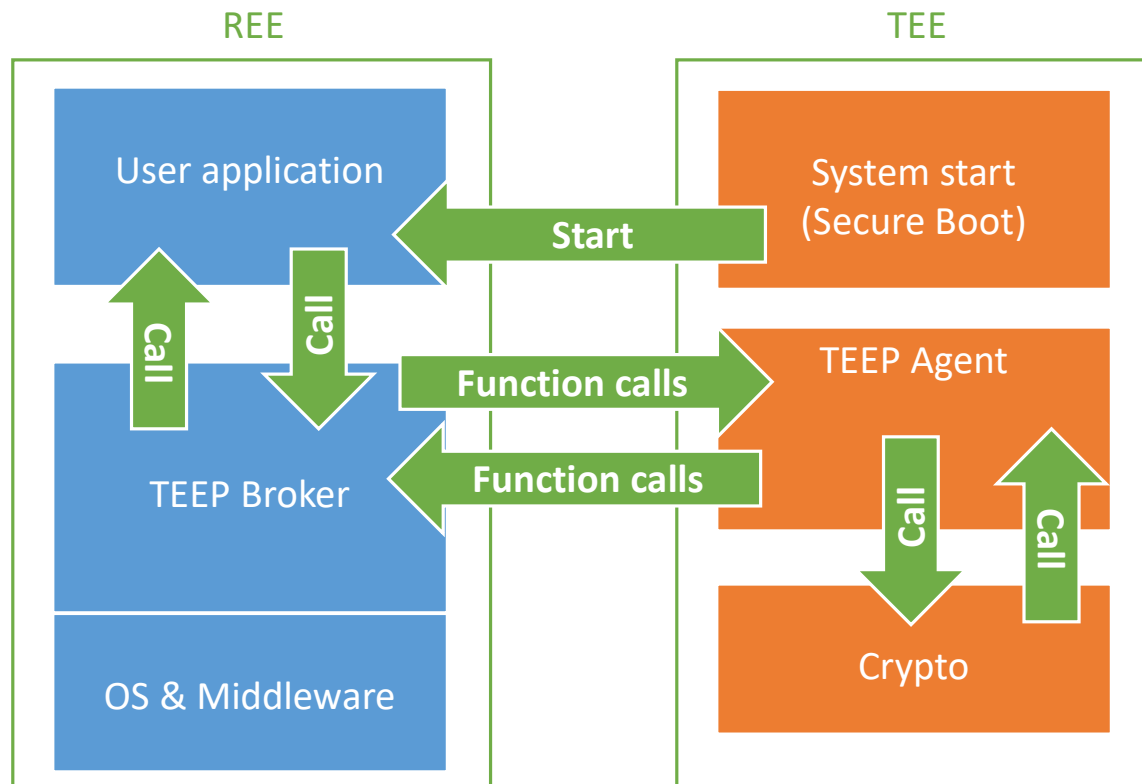 REE
TEE
User application
System start
(Secure Boot)
Start
Call
Call
TEEP Agent
Function calls
Function calls
TEEP Broker
Call
Call
Crypto
OS & Middleware